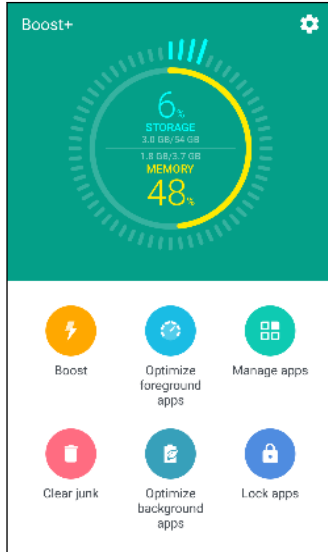 Boost+
6%
STORAGE
3.0 GB/54 GB
1.8 GB/3.7 GB
MEMORY
48%
Boost
Optimize
foreground
apps
Manage apps
Clear junk
Optimize
background
apps
Lock apps